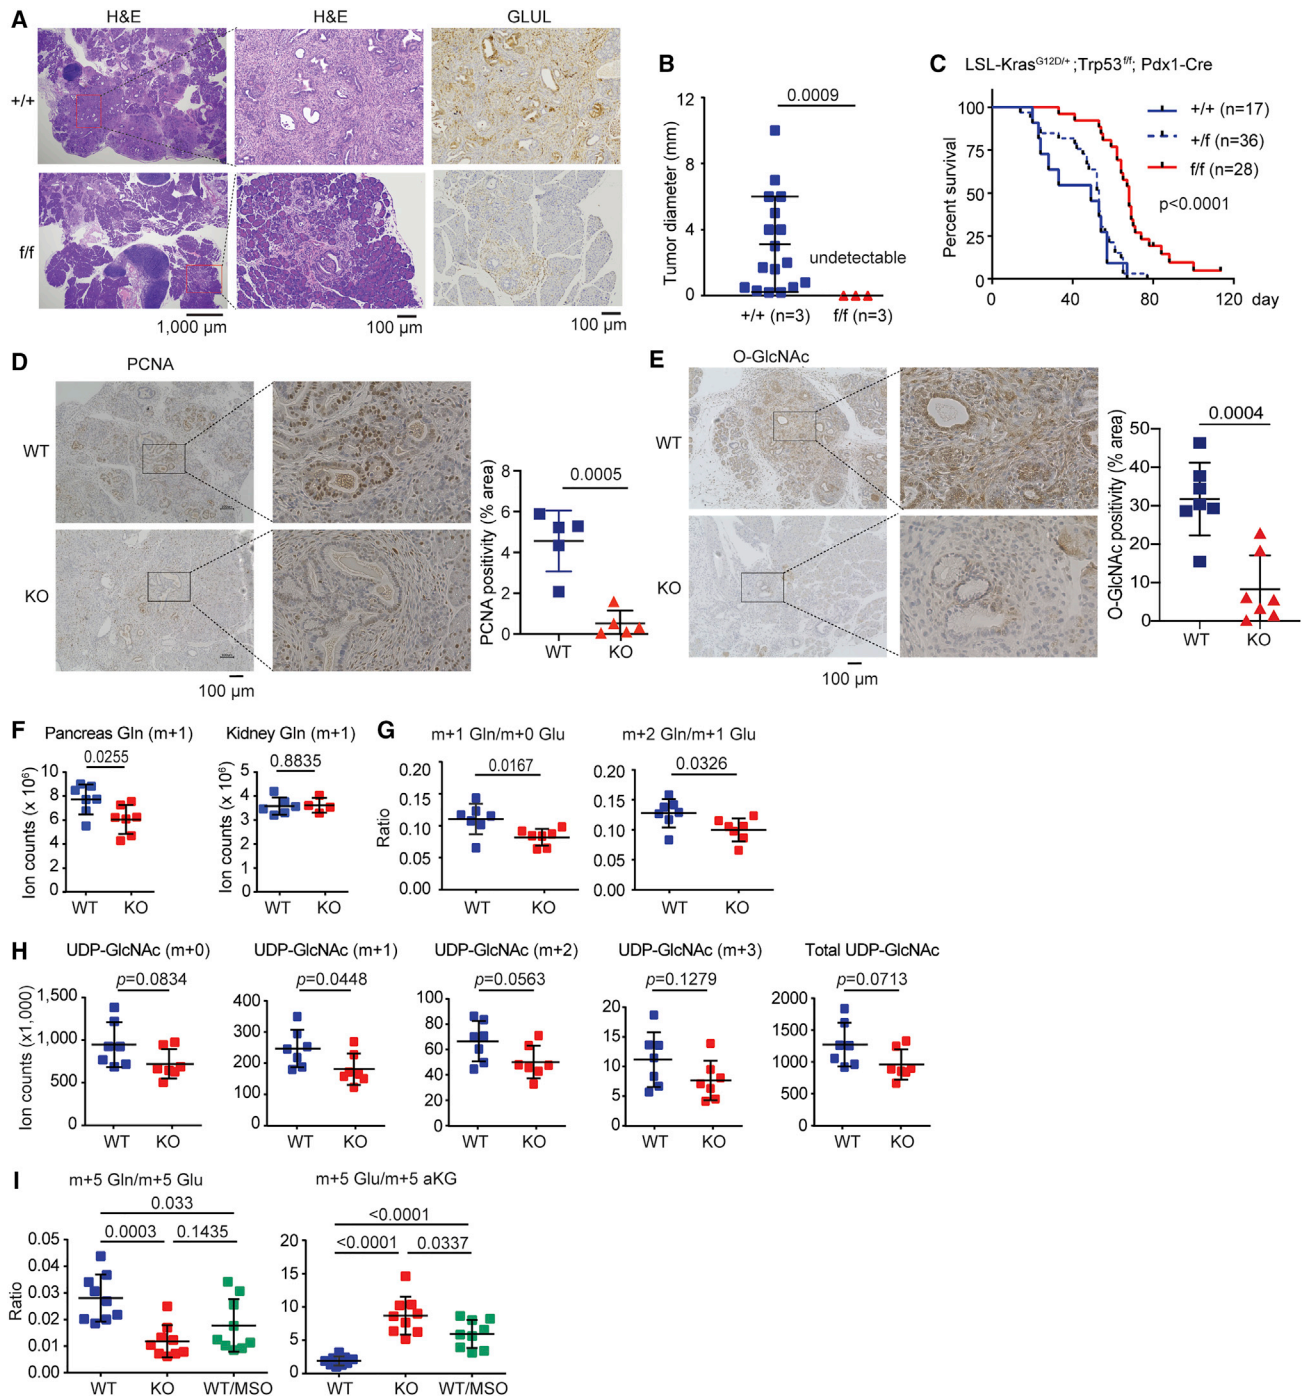 A
H&E
H&E
GLUL
+/+
f/f
1,000 µm
100 µm
100 µm
B
0.0009
Tumor diameter (mm)
12
8
4
0
undetectable
+/+ (n=3)
f/f (n=3)
C
LSL-KrasG12D/+;Trp53f/f; Pdx1-Cre
Percent survival
100
75
50
25
0
+/+ (n=17)
+/f (n=36)
f/f (n=28)
p<0.0001
0
40
80
120
day
D
PCNA
WT
KO
100 µm
PCNA positivity (% area)
8
6
4
2
0
0.0005
WT
KO
E
O-GlcNAc
WT
KO
100 µm
O-GlcNAc positivity (% area)
50
40
30
20
10
0
0.0004
WT
KO
F
Pancreas Gln (m+1)
0.0255
Ion counts (x 10⁶)
10
8
6
4
2
0
WT
KO
Kidney Gln (m+1)
0.8835
Ion counts (x 10⁶)
5
4
3
2
1
0
WT
KO
G
m+1 Gln/m+0 Glu
0.0167
Ratio
0.20
0.15
0.10
0.05
0.00
WT
KO
m+2 Gln/m+1 Glu
0.0326
0.20
0.15
0.10
0.05
0.00
WT
KO
H
UDP-GlcNAc (m+0)
p=0.0834
Ion counts (x1,000)
1,500
1,000
500
0
WT
KO
UDP-GlcNAc (m+1)
p=0.0448
400
300
200
100
0
WT
KO
UDP-GlcNAc (m+2)
p=0.0563
100
80
60
40
20
0
WT
KO
UDP-GlcNAc (m+3)
p=0.1279
20
15
10
5
0
WT
KO
Total UDP-GlcNAc
p=0.0713
2000
1500
1000
500
0
WT
KO
I
m+5 Gln/m+5 Glu
0.033
0.0003
0.1435
Ratio
0.05
0.04
0.03
0.02
0.01
0.00
WT
KO
WT/MSO
m+5 Glu/m+5 aKG
<0.0001
<0.0001
0.0337
20
15
10
5
0
WT
KO
WT/MSO